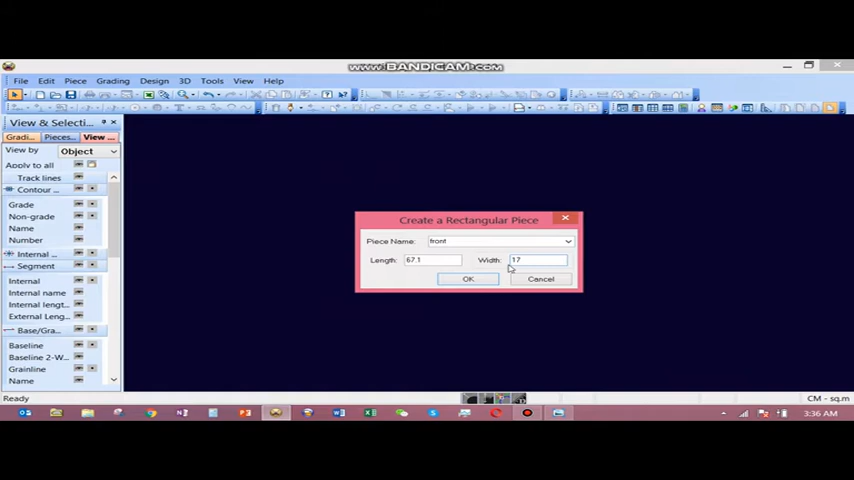 www.BANDICAM.com
File Edit Piece Grading Design 3D Tools View Help
View & Selecti...
Gradi... Pieces... View ...
View by Object
Apply to all
Track lines
Contour ...
Grade
Non-grade
Name
Number
Internal ...
Segment
Internal
Internal name
Internal lengt...
External Leng...
Base/Gra...
Baseline
Baseline 2-W...
Grainline
Name
Create a Rectangular Piece
Piece Name: front
Length: 67.1 Width: 17
OK Cancel
Ready CM - sq.m
3:36 AM